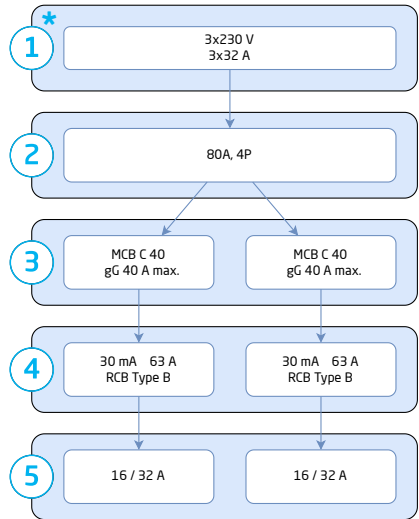 *
1
3x230 V
3x32 A
2
80A, 4P
3
MCB C 40
gG 40 A max.
MCB C 40
gG 40 A max.
4
30 mA 63 A
RCB Type B
30 mA 63 A
RCB Type B
5
16 / 32 A
16 / 32 A